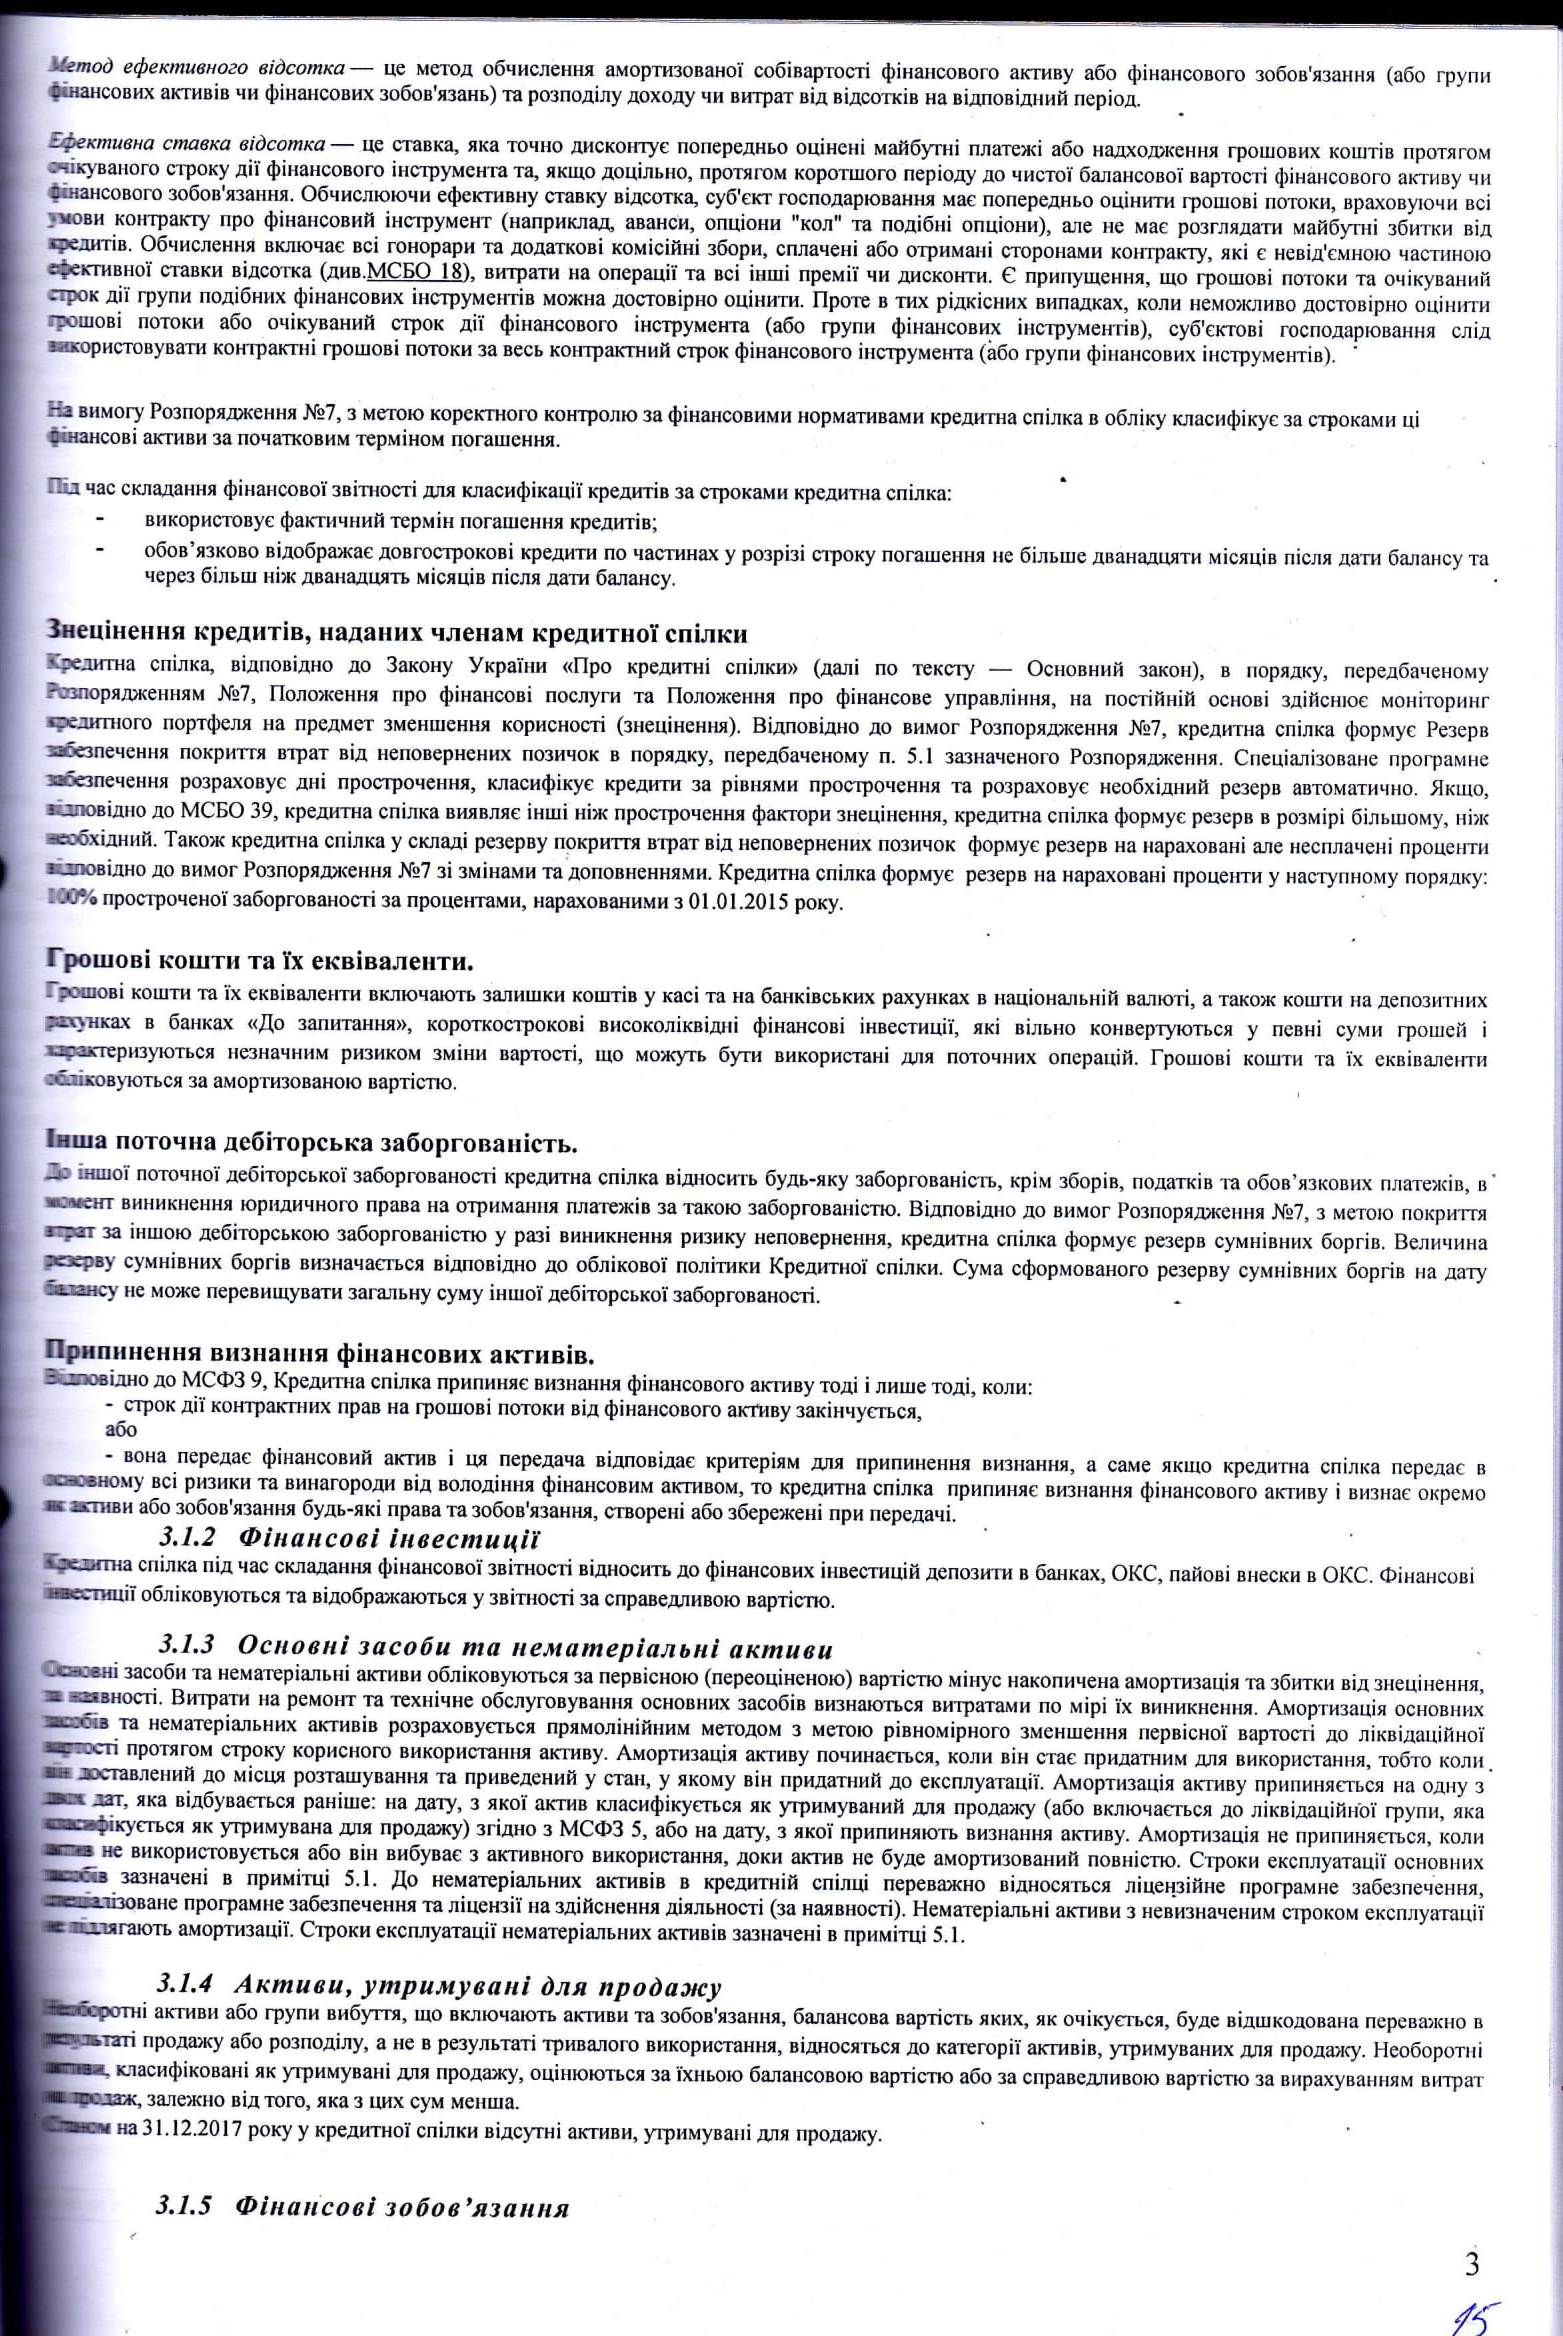 Метод ефективного відсотка — це метод обчислення амортизованої собівартості фінансового активу або фінансового зобов'язання (або групи
фінансових активів чи фінансових зобов'язань) та розподілу доходу чи витрат від відсотків на відповідний період.
Ефективна ставка відсотка — це ставка, яка точно дисконтує попередньо оцінені майбутні платежі або надходження грошових коштів протягом
очікуваного строку дії фінансового інструмента та, якщо доцільно, протягом коротшого періоду до чистої балансової вартості фінансового активу чи
фінансового зобов'язання. Обчислюючи ефективну ставку відсотка, суб'єкт господарювання має попередньо оцінити грошові потоки, враховуючи всі
умови контракту про фінансовий інструмент (наприклад, аванси, опціони "кол" та подібні опціони), але не має розглядати майбутні збитки від
кредитів. Обчислення включає всі гонорари та додаткові комісійні збори, сплачені або отримані сторонами контракту, які є невід'ємною частиною
ефективної ставки відсотка (див.МСБО 18), витрати на операції та всі інші премії чи дисконти. Є припущення, що грошові потоки та очікуваний
строк дії групи подібних фінансових інструментів можна достовірно оцінити. Проте в тих рідкісних випадках, коли неможливо достовірно оцінити
грошові потоки або очікуваний строк дії фінансового інструмента (або групи фінансових інструментів), суб'єктові господарювання слід
використовувати контрактні грошові потоки за весь контрактний строк фінансового інструмента (або групи фінансових інструментів).
На вимогу Розпорядження №7, з метою коректного контролю за фінансовими нормативами кредитна спілка в обліку класифікує за строками ці
фінансові активи за початковим терміном погашення.
Під час складання фінансової звітності для класифікації кредитів за строками кредитна спілка:
- використовує фактичний термін погашення кредитів;
- обов’язково відображає довгострокові кредити по частинах у розрізі строку погашення не більше дванадцяти місяців після дати балансу та
через більш ніж дванадцять місяців після дати балансу.
Знецінення кредитів, наданих членам кредитної спілки
Кредитна спілка, відповідно до Закону України «Про кредитні спілки» (далі по тексту — Основний закон), в порядку, передбаченому
Розпорядженням №7, Положення про фінансові послуги та Положення про фінансове управління, на постійній основі здійснює моніторинг
кредитного портфеля на предмет зменшення корисності (знецінення). Відповідно до вимог Розпорядження №7, кредитна спілка формує Резерв
забезпечення покриття втрат від неповернених позичок в порядку, передбаченому п. 5.1 зазначеного Розпорядження. Спеціалізоване програмне
забезпечення розраховує дні прострочення, класифікує кредити за рівнями прострочення та розраховує необхідний резерв автоматично. Якщо,
відповідно до МСБО 39, кредитна спілка виявляє інші ніж прострочення фактори знецінення, кредитна спілка формує резерв в розмірі більшому, ніж
необхідний. Також кредитна спілка у складі резерву покриття втрат від неповернених позичок формує резерв на нараховані але несплачені проценти
відповідно до вимог Розпорядження №7 зі змінами та доповненнями. Кредитна спілка формує резерв на нараховані проценти у наступному порядку:
100% простроченої заборгованості за процентами, нарахованими з 01.01.2015 року.
Грошові кошти та їх еквіваленти.
Грошові кошти та їх еквіваленти включають залишки коштів у касі та на банківських рахунках в національній валюті, а також кошти на депозитних
рахунках в банках «До запитання», короткострокові високоліквідні фінансові інвестиції, які вільно конвертуються у певні суми грошей і
характеризуються незначним ризиком зміни вартості, що можуть бути використані для поточних операцій. Грошові кошти та їх еквіваленти
обліковуються за амортизованою вартістю.
Інша поточна дебіторська заборгованість.
До іншої поточної дебіторської заборгованості кредитна спілка відносить будь-яку заборгованість, крім зборів, податків та обов’язкових платежів, в
момент виникнення юридичного права на отримання платежів за такою заборгованістю. Відповідно до вимог Розпорядження №7, з метою покриття
втрат за іншою дебіторською заборгованістю у разі виникнення ризику неповернення, кредитна спілка формує резерв сумнівних боргів. Величина
резерву сумнівних боргів визначається відповідно до облікової політики Кредитної спілки. Сума сформованого резерву сумнівних боргів на дату
балансу не може перевищувати загальну суму іншої дебіторської заборгованості.
Припинення визнання фінансових активів.
Відповідно до МСФЗ 9, Кредитна спілка припиняє визнання фінансового активу тоді і лише тоді, коли:
- строк дії контрактних прав на грошові потоки від фінансового активу закінчується,
або
- вона передає фінансовий актив і ця передача відповідає критеріям для припинення визнання, а саме якщо кредитна спілка передає в
основному всі ризики та винагороди від володіння фінансовим активом, то кредитна спілка припиняє визнання фінансового активу і визнає окремо
як активи або зобов'язання будь-які права та зобов'язання, створені або збережені при передачі.
3.1.2 Фінансові інвестиції
Кредитна спілка під час складання фінансової звітності відносить до фінансових інвестицій депозити в банках, ОКС, пайові внески в ОКС. Фінансові
інвестиції обліковуються та відображаються у звітності за справедливою вартістю.
3.1.3 Основні засоби та нематеріальні активи
Основні засоби та нематеріальні активи обліковуються за первісною (переоціненою) вартістю мінус накопичена амортизація та збитки від знецінення,
за наявності. Витрати на ремонт та технічне обслуговування основних засобів визнаються витратами по мірі їх виникнення. Амортизація основних
засобів та нематеріальних активів розраховується прямолінійним методом з метою рівномірного зменшення первісної вартості до ліквідаційної
вартості протягом строку корисного використання активу. Амортизація активу починається, коли він стає придатним для використання, тобто коли
він доставлений до місця розташування та приведений у стан, у якому він придатний до експлуатації. Амортизація активу припиняється на одну з
двох дат, яка відбувається раніше: на дату, з якої актив класифікується як утримуваний для продажу (або включається до ліквідаційної групи, яка
класифікується як утримувана для продажу) згідно з МСФЗ 5, або на дату, з якої припиняють визнання активу. Амортизація не припиняється, коли
актив не використовується або він вибуває з активного використання, доки актив не буде амортизований повністю. Строки експлуатації основних
засобів зазначені в примітці 5.1. До нематеріальних активів в кредитній спілці переважно відносяться ліцензійне програмне забезпечення,
спеціалізоване програмне забезпечення та ліцензії на здійснення діяльності (за наявності). Нематеріальні активи з невизначеним строком експлуатації
не підлягають амортизації. Строки експлуатації нематеріальних активів зазначені в примітці 5.1.
3.1.4 Активи, утримувані для продажу
Необоротні активи або групи вибуття, що включають активи та зобов'язання, балансова вартість яких, як очікується, буде відшкодована переважно в
результаті продажу або розподілу, а не в результаті тривалого використання, відносяться до категорії активів, утримуваних для продажу. Необоротні
активи, класифіковані як утримувані для продажу, оцінюються за їхньою балансовою вартістю або за справедливою вартістю за вирахуванням витрат
на продаж, залежно від того, яка з цих сум менша.
Станом на 31.12.2017 року у кредитної спілки відсутні активи, утримувані для продажу.
3.1.5 Фінансові зобов’язання
3
15